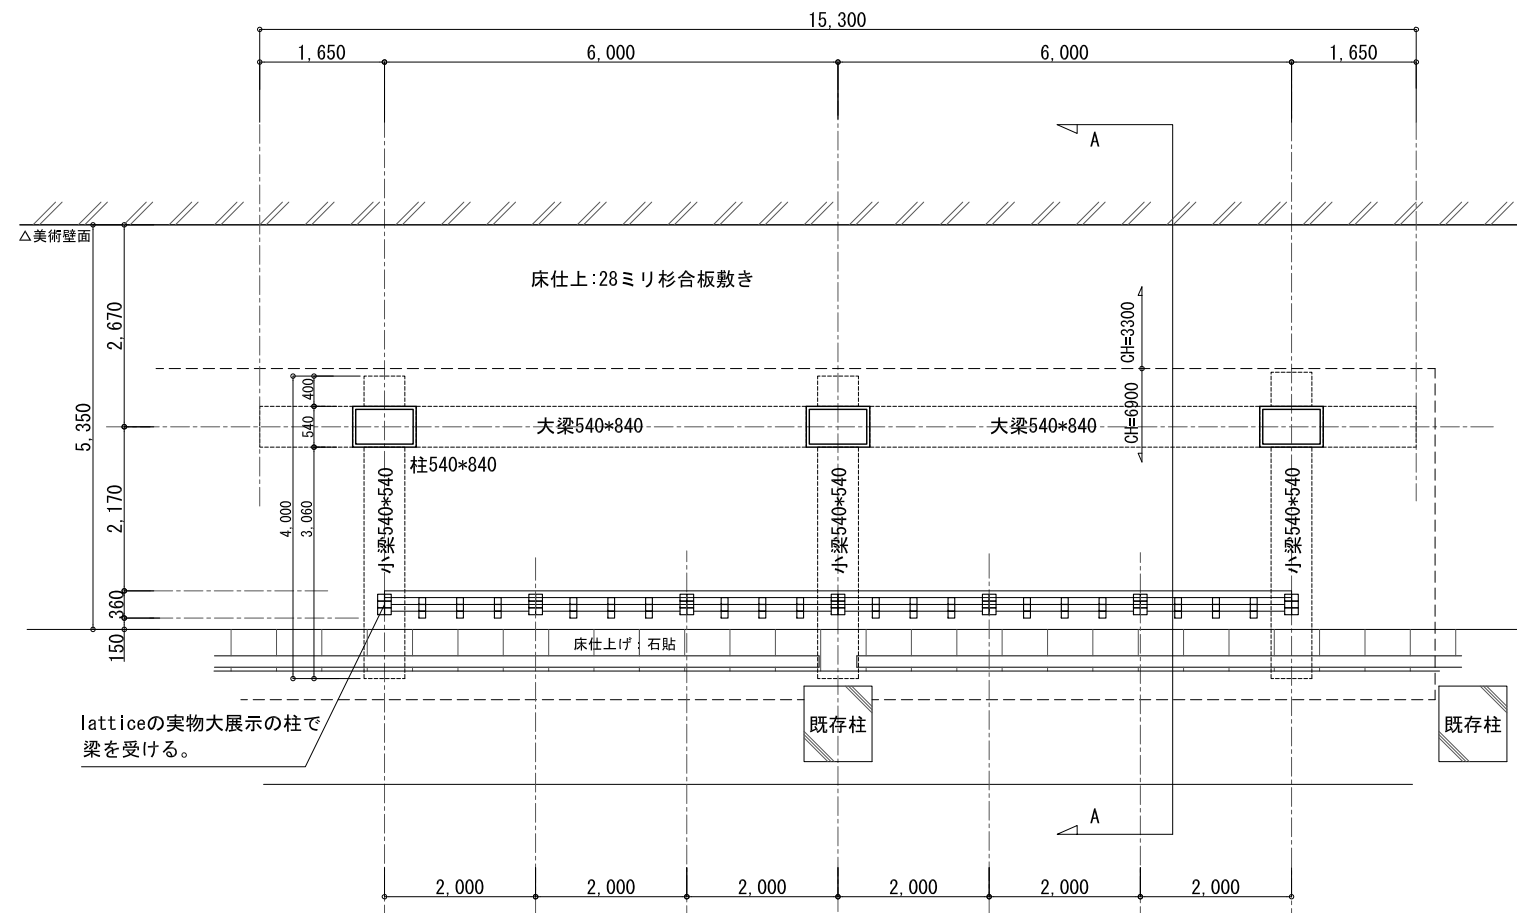 15,300
1,650
6,000
6,000
1,650
A
△美術壁面
床仕上:28ミリ杉合板敷き
2,670
CH=3300
CH=6900
400
540
5,350
大梁540*840
大梁540*840
柱540*840
小梁540*540
小梁540*540
小梁540*540
2,170
4,000
3,060
360
150
床仕上げ:石貼
latticeの実物大展示の柱で
梁を受ける。
既存柱
既存柱
A
2,000
2,000
2,000
2,000
2,000
2,000